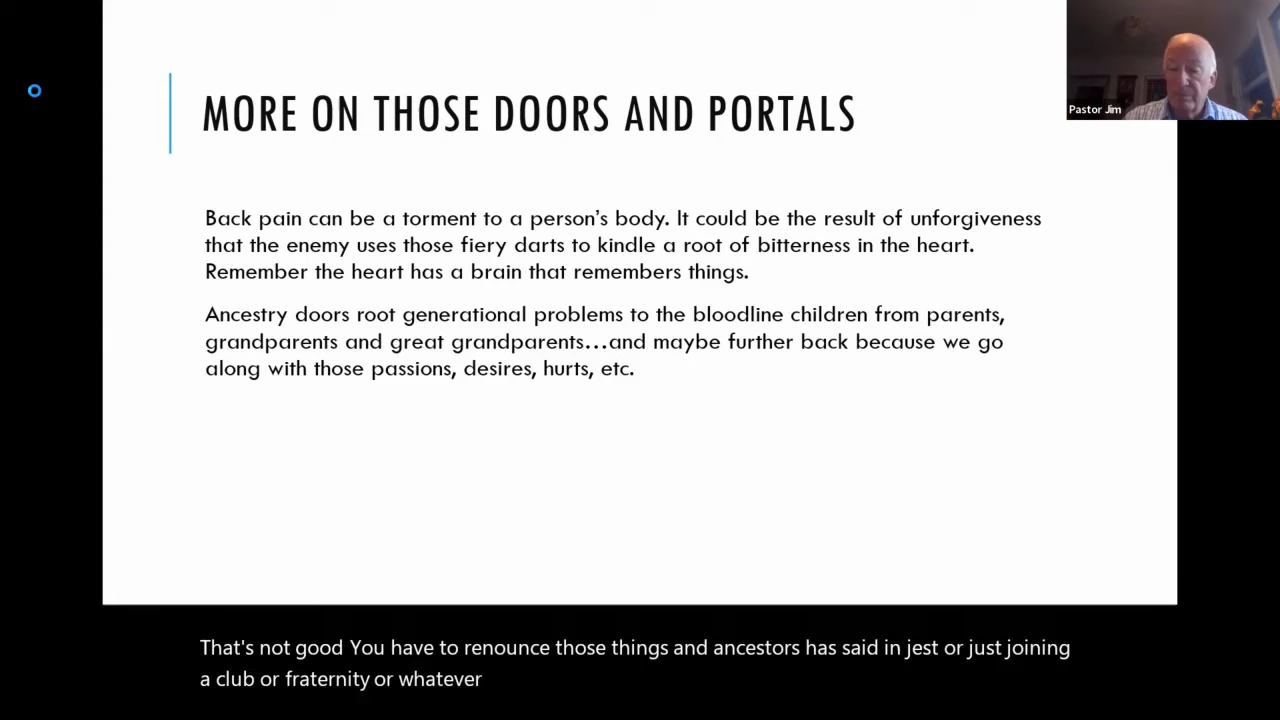 MORE ON THOSE DOORS AND PORTALS
Pastor Jim
Back pain can be a torment to a person's body. It could be the result of unforgiveness
that the enemy uses those fiery darts to kindle a root of bitterness in the heart.
Remember the heart has a brain that remembers things.
Ancestry doors root generational problems to the bloodline children from parents,
grandparents and great grandparents...and maybe further back because we go
along with those passions, desires, hurts, etc.
That's not good You have to renounce those things and ancestors has said in jest or just joining
a club or fraternity or whatever